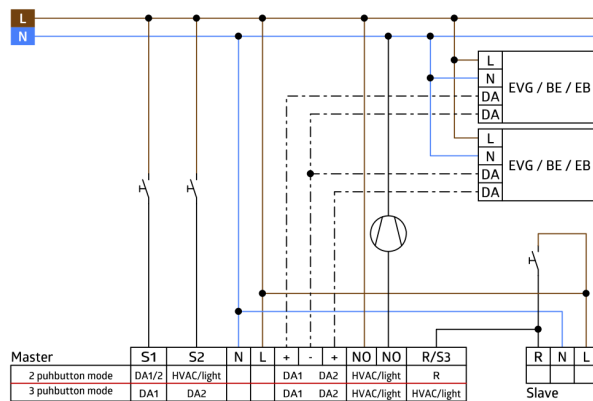 L
N
L
N
DA
DA
EVG / BE / EB
L
N
DA
DA
EVG / BE / EB
Master S1 S2 N L + - + NO NO R/S3
2 puhbutton mode DA1/2 HVAC/light DA1 DA2 HVAC/light R
3 puhbutton mode DA1 DA2 DA1 DA2 HVAC/light HVAC/light
R N L
Slave